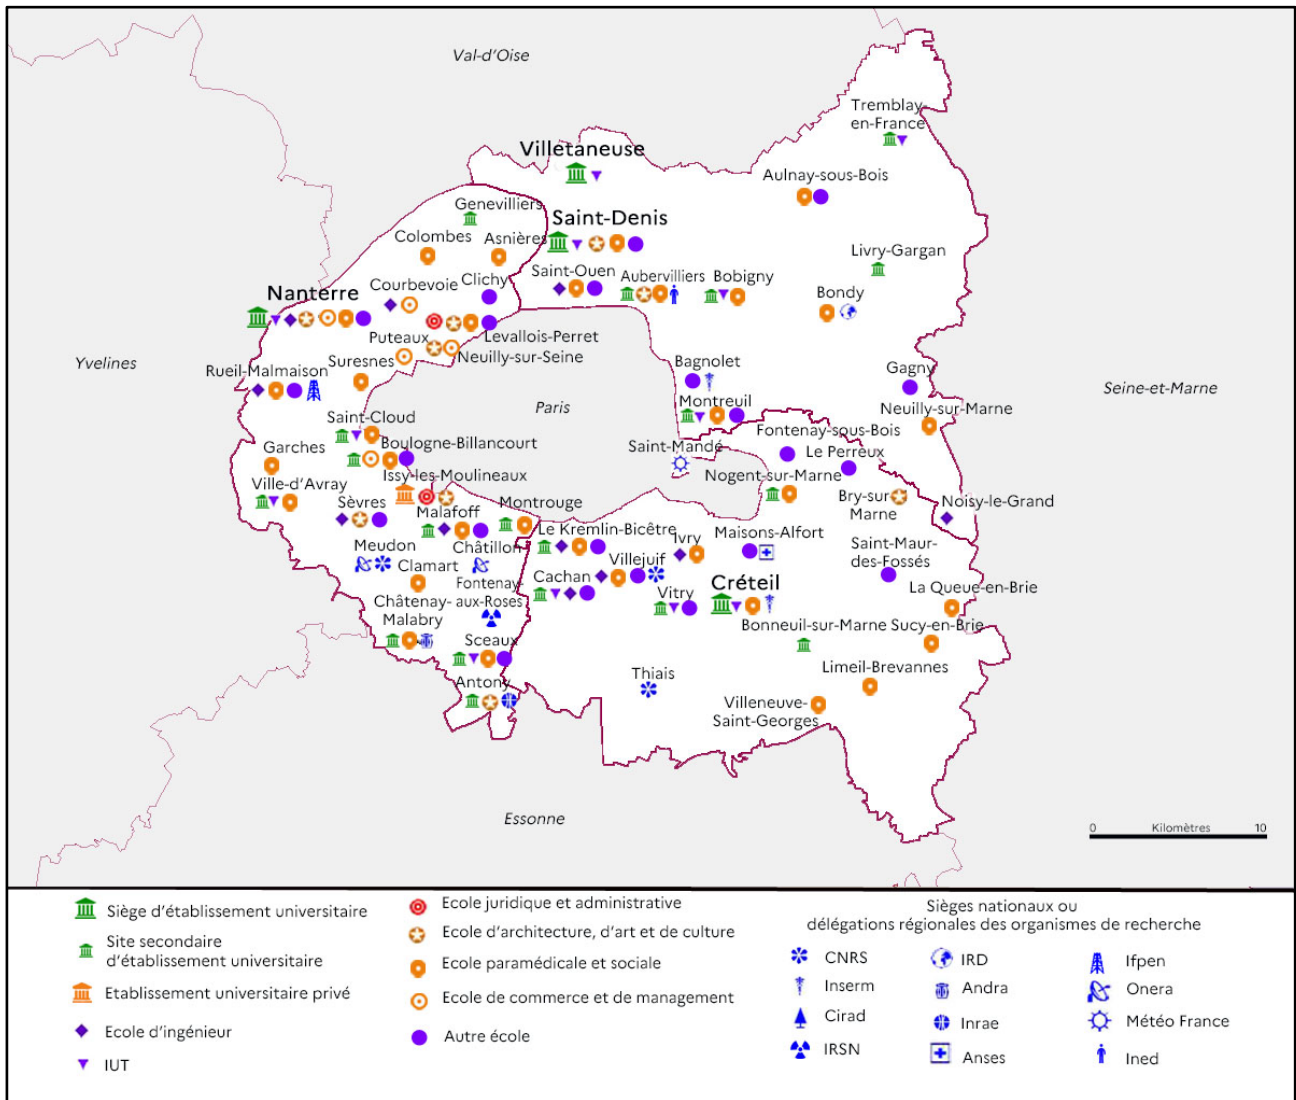 Val-d'Oise
Tremblay-
en-France
Villetaneuse
Aulnay-sous-Bois
Genevilliers
Saint-Denis
Colombes
Asnières
Livry-Gargan
Saint-Ouen
Aubervilliers
Bobigny
Courbevoie
Clichy
Nanterre
Bondy
Puteaux
Levallois-Perret
Neuilly-sur-Seine
Yvelines
Rueil-Malmaison
Suresnes
Bagnolet
Gagny
Seine-et-Marne
Paris
Montreuil
Neuilly-sur-Marne
Saint-Cloud
Fontenay-sous-Bois
Boulogne-Billancourt
Saint-Mandé
Le Perreux
Garches
Issy-les-Moulineaux
Nogent-sur-Marne
Ville-d'Avray
Sèvres
Malafoff
Montrouge
Bry-sur
Marne
Noisy-le-Grand
Le Kremlin-Bicêtre
Ivry
Maisons-Alfort
Meudon
Châtillon
Saint-Maur-
des-Fossés
Clamart
Villejuif
Fontenay-
aux-Roses
Cachan
Créteil
La Queue-en-Brie
Châtenay-
Malabry
Vitry
Bonneuil-sur-Marne
Sucy-en-Brie
Sceaux
Limeil-Brevannes
Thiais
Antony
Villeneuve-
Saint-Georges
Essonne
0 Kilomètres 10
Siège d'établissement universitaire
Site secondaire
d'établissement universitaire
Etablissement universitaire privé
Ecole d'ingénieur
IUT
Ecole juridique et administrative
Ecole d'architecture, d'art et de culture
Ecole paramédicale et sociale
Ecole de commerce et de management
Autre école
Sièges nationaux ou
délégations régionales des organismes de recherche
CNRS
Inserm
Cirad
IRSN
IRD
Andra
Inrae
Anses
Ifpen
Onera
Météo France
Ined